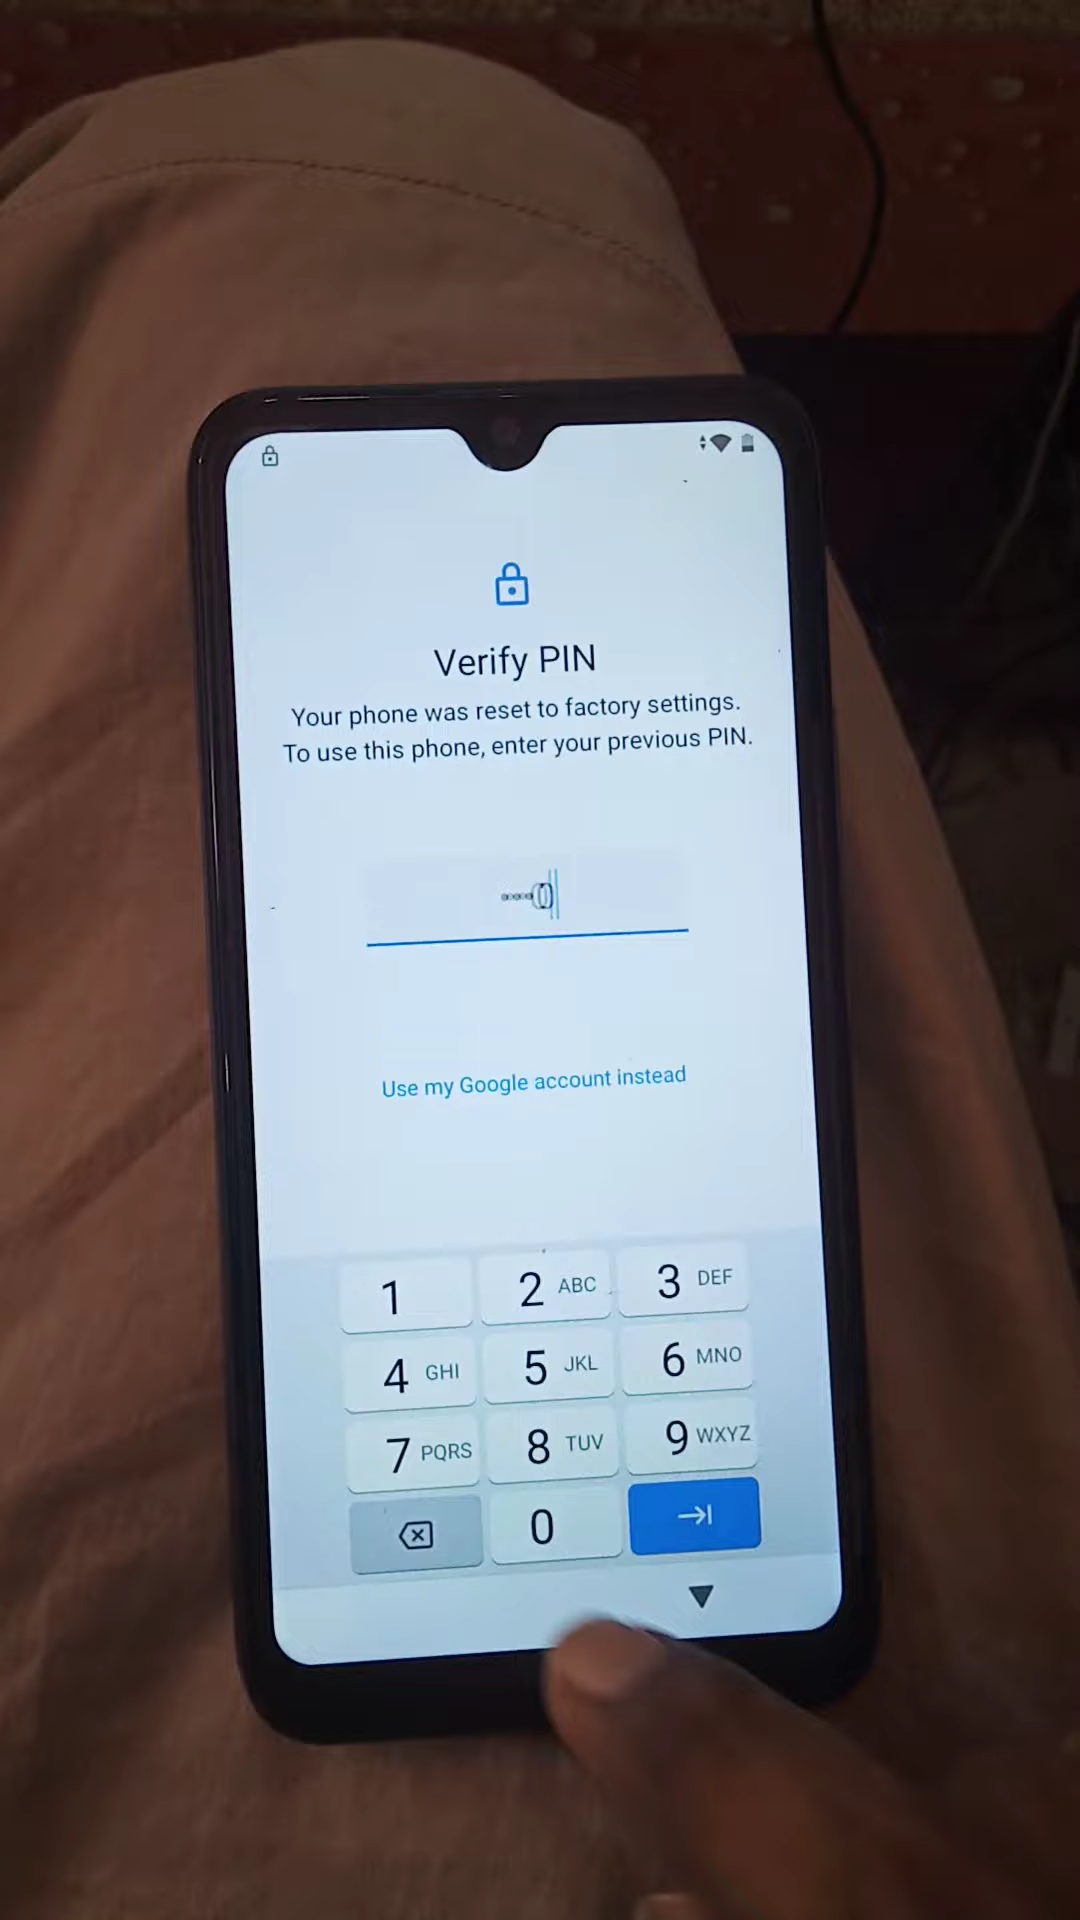 Verify PIN
Your phone was reset to factory settings.
To use this phone, enter your previous PIN.
0
Use my Google account instead
1
2 ABC
3 DEF
4 GHI
5 JKL
6 MNO
7 PQRS
8 TUV
9 WXYZ
0